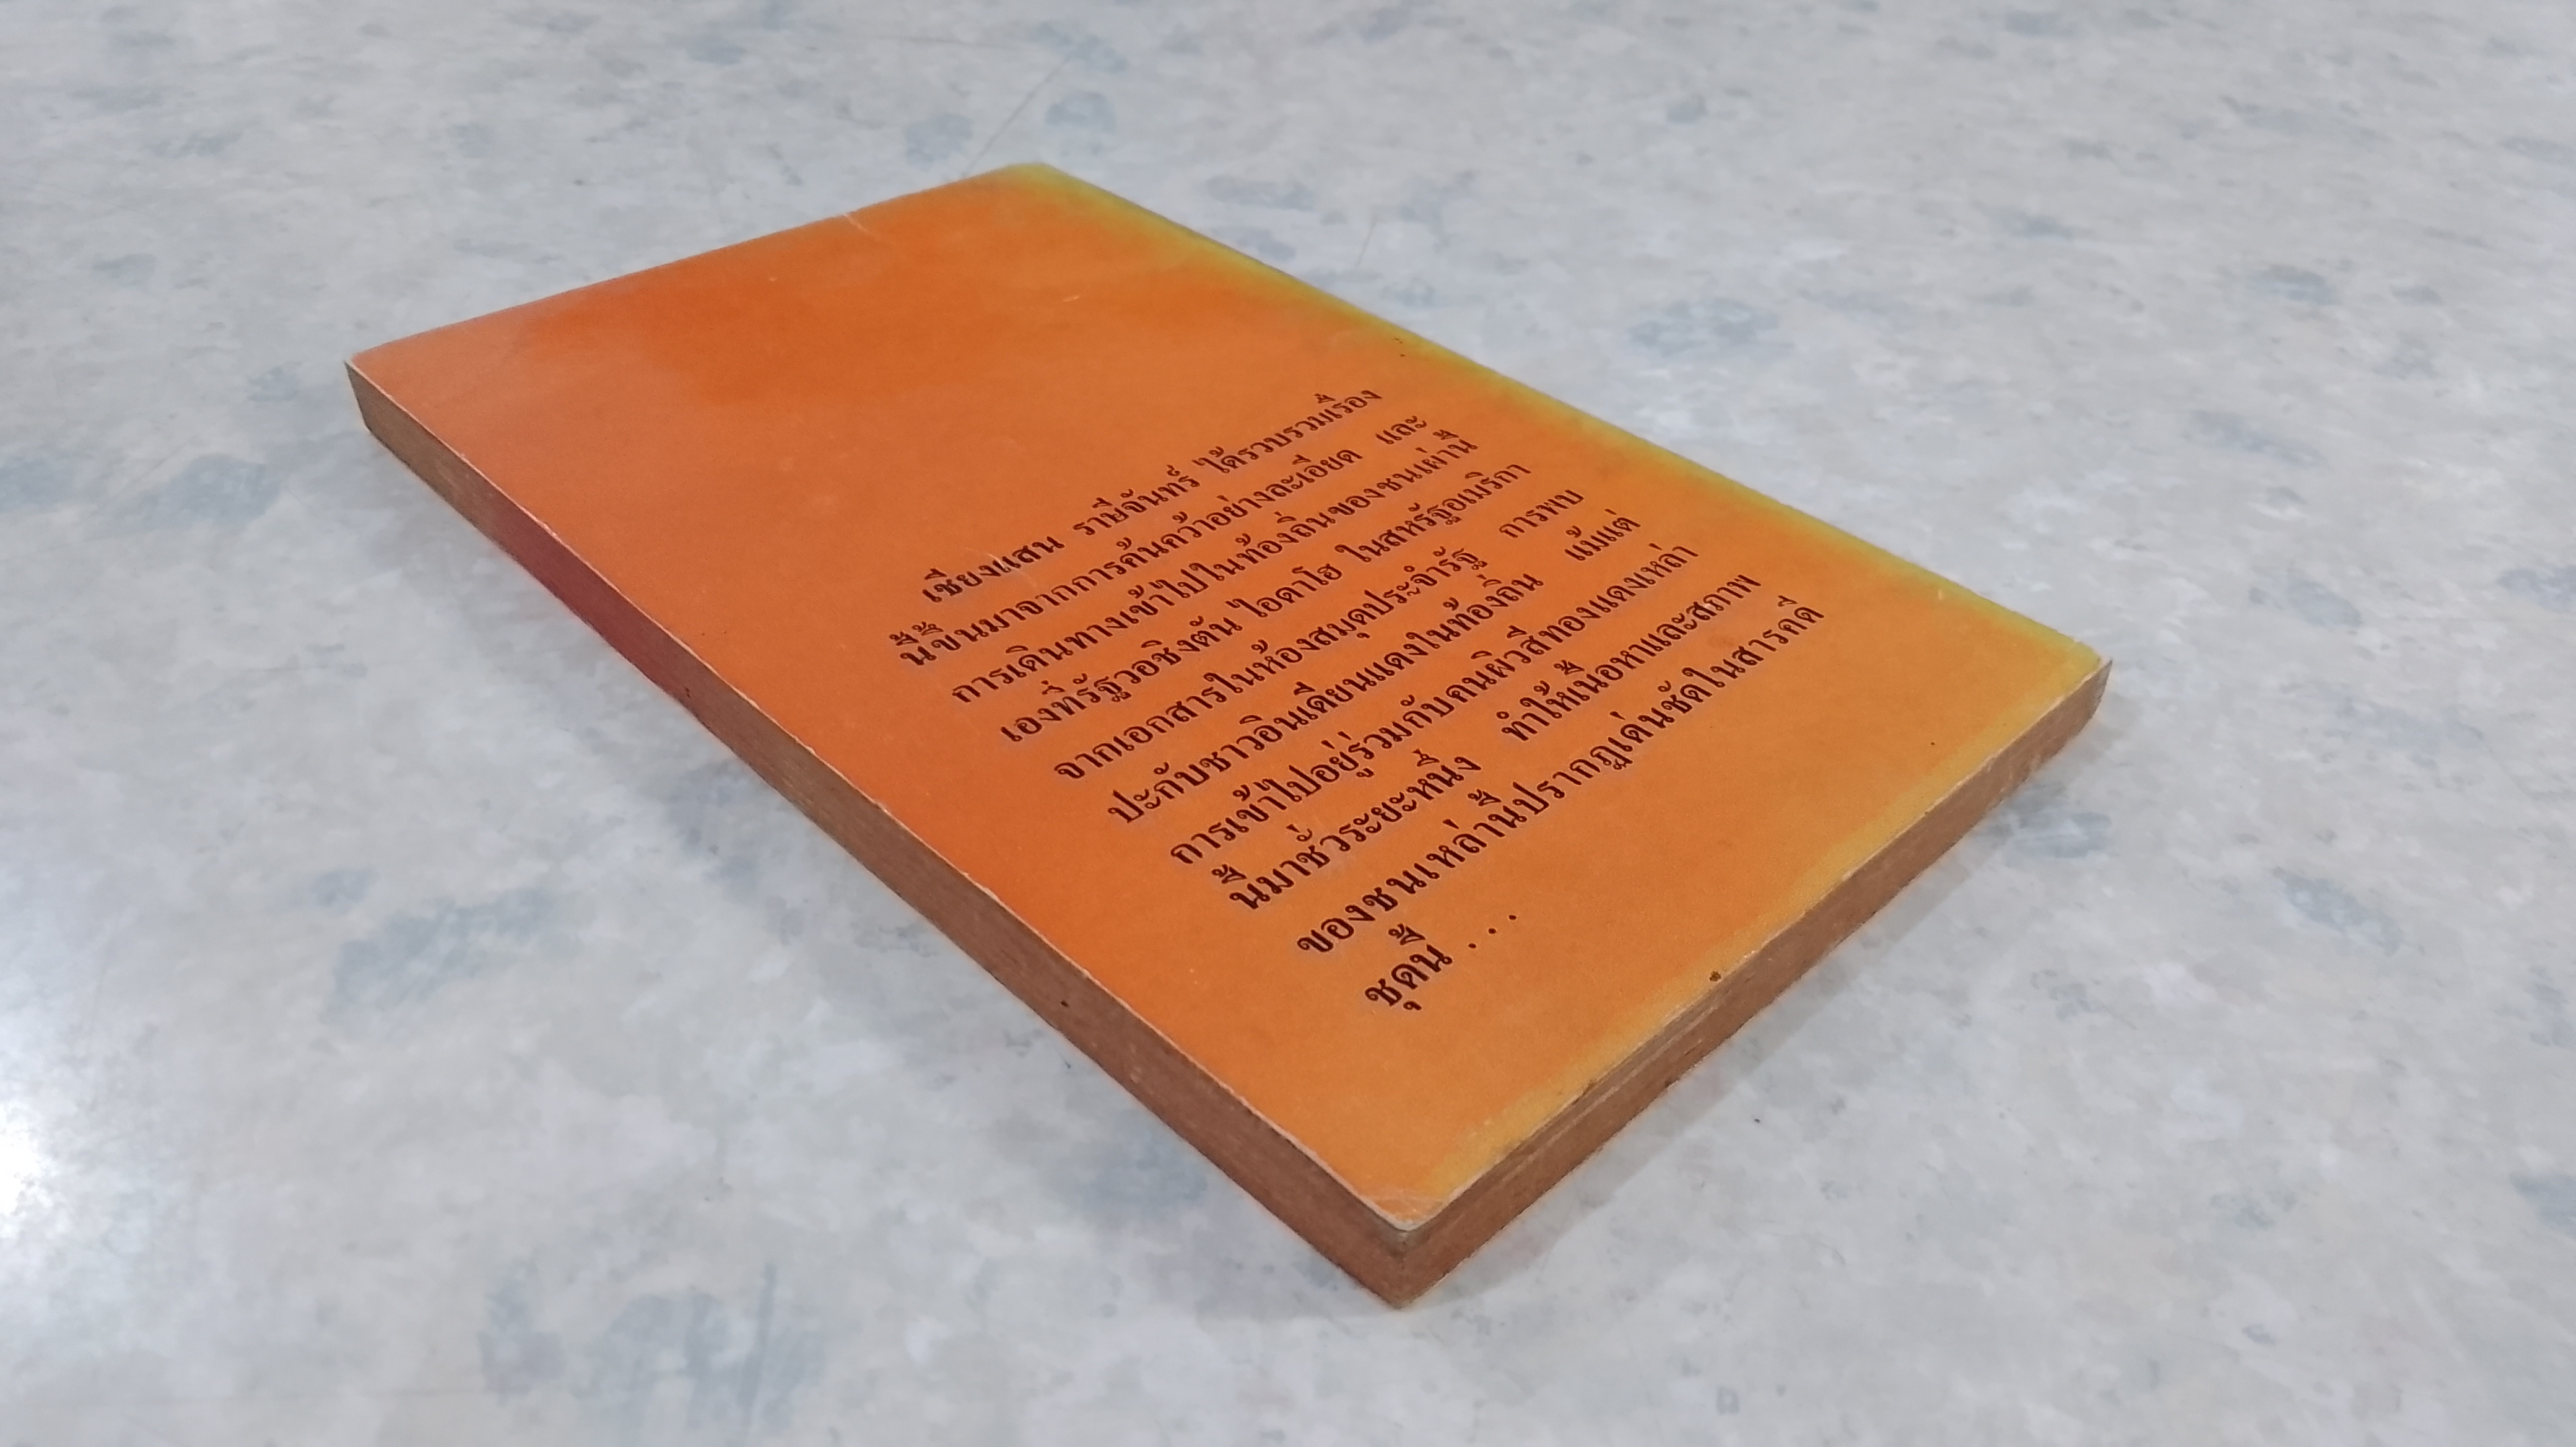 เชียงแสน ราษีจันทร์ ได้รวบรวมเรื่อง
นี้ขึ้นมาจากการค้นคว้าอย่างละเอียด และ
การเดินทางเข้าไปในท้องถิ่นของชนเผ่านี้
เองที่รัฐวอชิงตัน ไอดาโฮ ในสหรัฐอเมริกา
จากเอกสารในห้องสมุดประจำรัฐ การพบ
ปะกับชาวอินเดียนแดงในท้องถิ่น แม้แต่
การเข้าไปอยู่ร่วมกับคนผิวสีทองแดงเหล่า
นี้มาชั่วระยะหนึ่ง ทำให้เนื้อหาและสภาพ
ของชนเหล่านี้ปรากฏเด่นชัดในสารคดี
ชุดนี้ ...